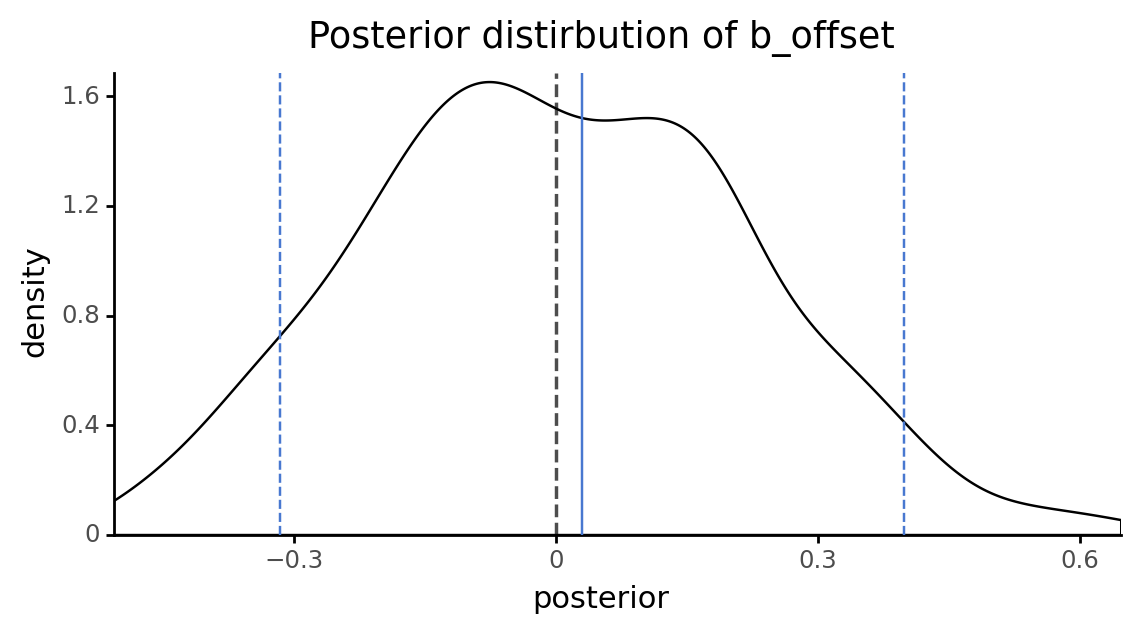 Posterior distirbution of b_offset
density
1.6
1.2
0.8
0.4
0
−0.3 0 0.3 0.6
posterior